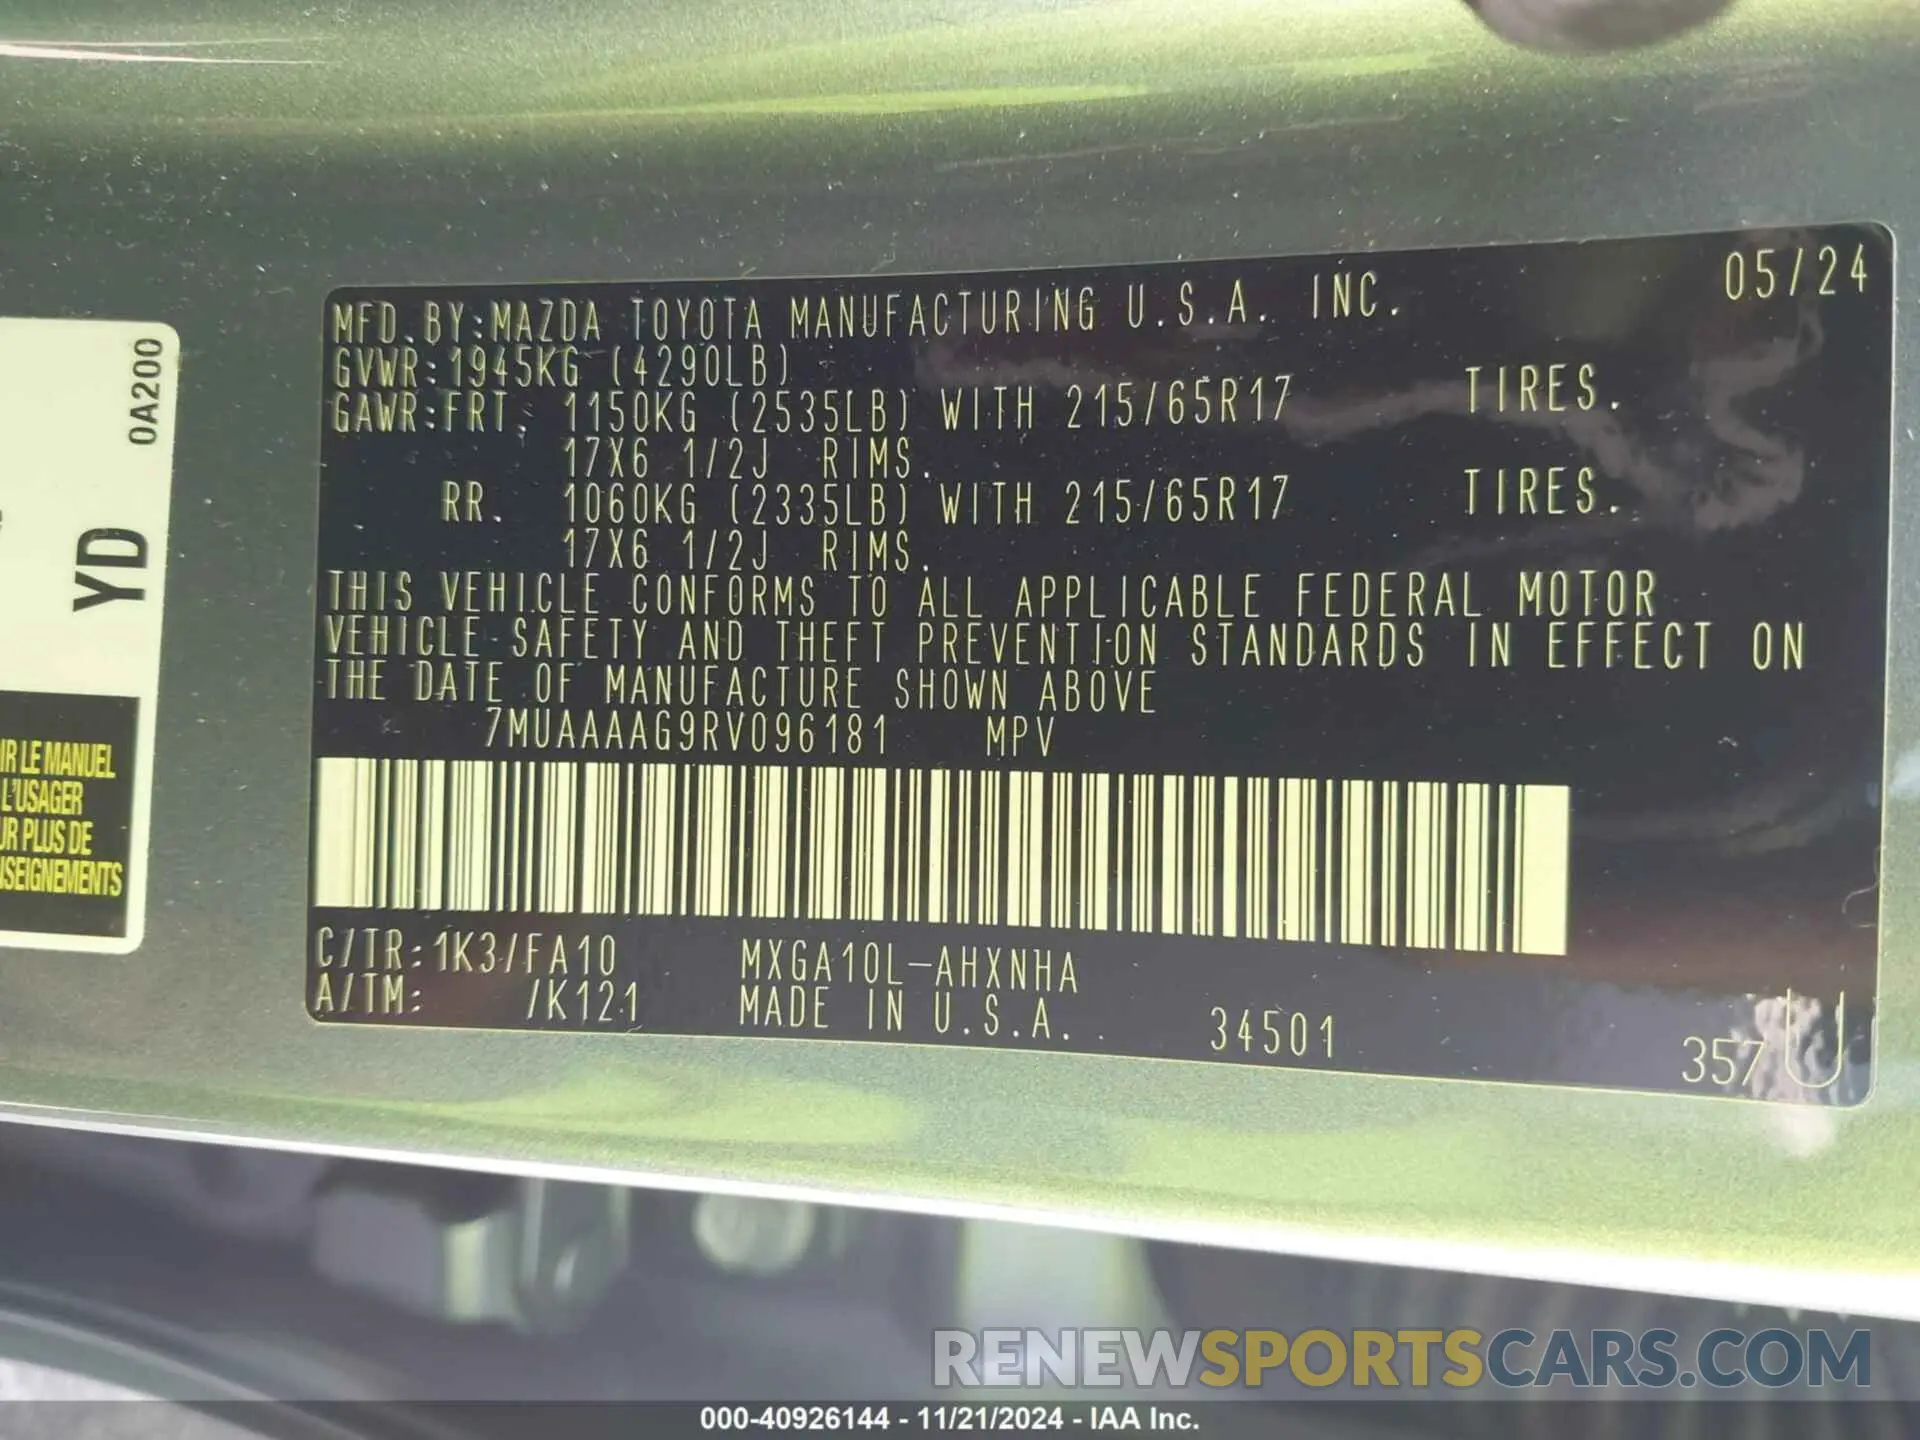 MFD.BY:MAZDA TOYOTA MANUFACTURING U.S.A. INC. 05/24
GVWR:1945KG (4290LB)
GAWR:FRT. 1150KG (2535LB) WITH 215/65R17 TIRES.
17X6 1/2J RIMS.
RR. 1060KG (2335LB) WITH 215/65R17 TIRES.
17X6 1/2J RIMS.
THIS VEHICLE CONFORMS TO ALL APPLICABLE FEDERAL MOTOR
VEHICLE SAFETY AND THEFT PREVENTION STANDARDS IN EFFECT ON
THE DATE OF MANUFACTURE SHOWN ABOVE
7MUAAAAG9RV096181 MPV
C/TR:1K3/FA10 MXGA10L-AHXNHA
A/TM: /K121 MADE IN U.S.A. 34501
357 U
0A200
YD
LE MANUEL
L'USAGER
PLUS DE
RENEWSPORTSCARS.COM
000-40926144 - 11/21/2024 - IAA Inc.